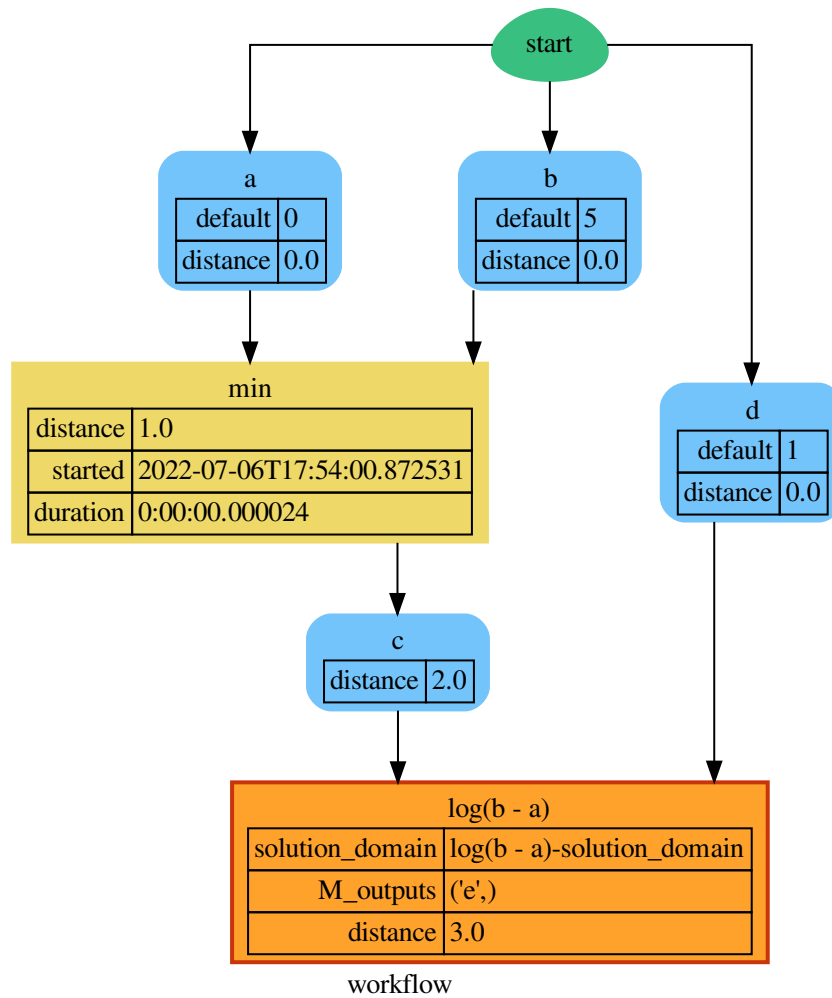 start
a
default 0
distance 0.0
b
default 5
distance 0.0
min
distance 1.0
started 2022-07-06T17:54:00.872531
duration 0:00:00.000024
d
default 1
distance 0.0
c
distance 2.0
log(b - a)
solution_domain log(b - a)-solution_domain
M_outputs ('e',)
distance 3.0
workflow